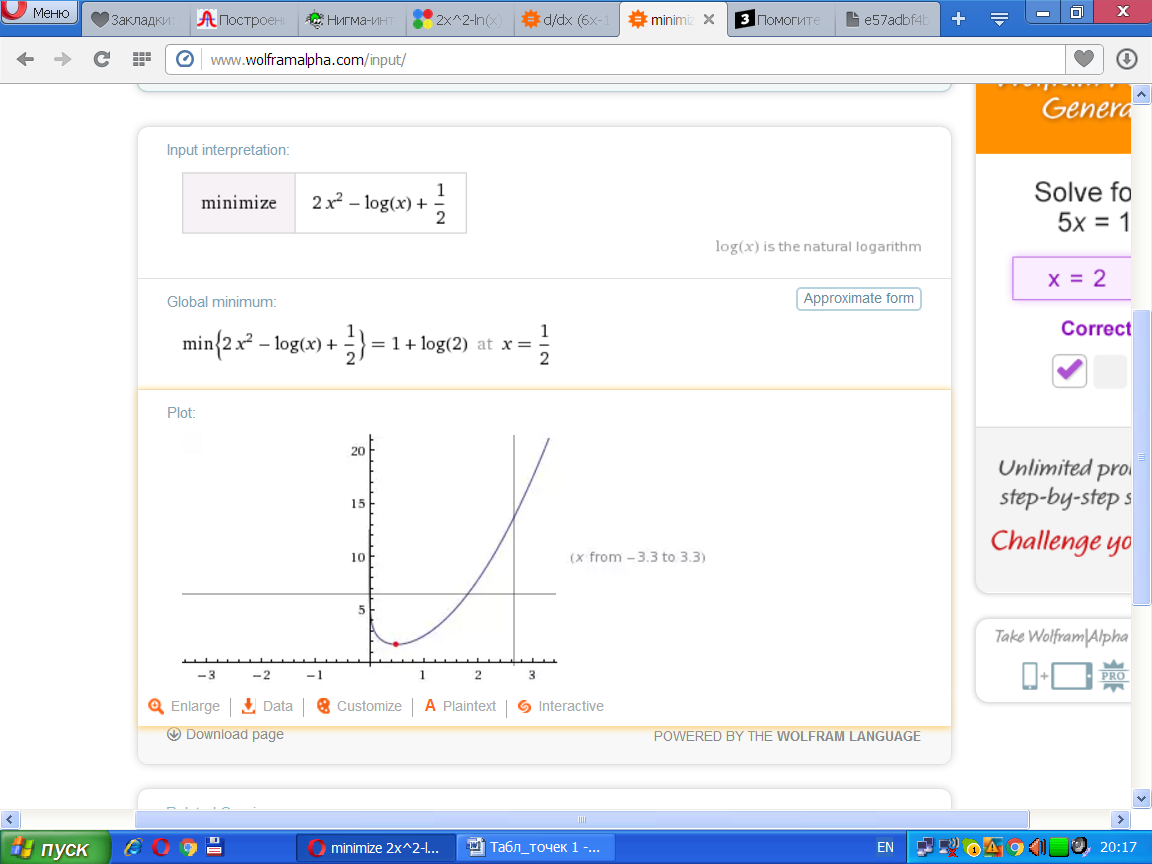 Меню
Закладки
Построен
Нигма-инт
2x^2-ln(x)
d/dx (6x-1
minimiz
Помогите
e57adbf4b
www.wolframalpha.com/input/
Genera
Input interpretation:
minimize 2 x² − log(x) + 1/2
log(x) is the natural logarithm
Solve fo
5x = 1
x = 2
Correct
Global minimum:
Approximate form
min{2 x² − log(x) + 1/2} = 1 + log(2) at x = 1/2
Plot:
20
15
10
5
−3 −2 −1 1 2 3
(x from −3.3 to 3.3)
Unlimited pro
step-by-step s
Challenge yo
Enlarge
Data
Customize
A Plaintext
Interactive
Download page
POWERED BY THE WOLFRAM LANGUAGE
Take Wolfram|Alpha
PRO
пуск
minimize 2x^2-l...
Табл_точек 1 -...
EN
20:17